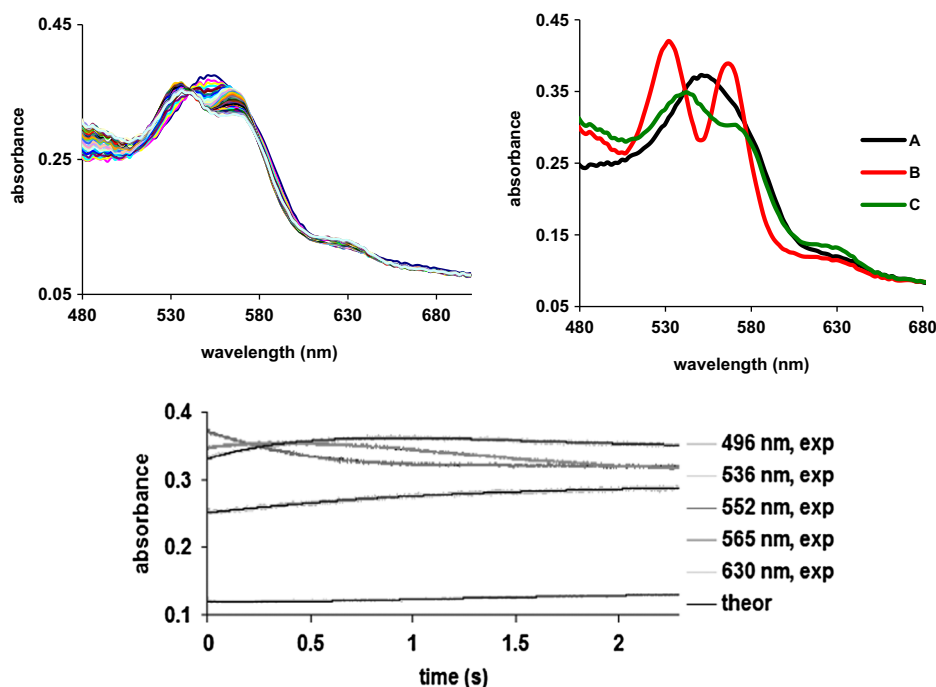 0.45
0.25
0.05
480
530
580
630
680
absorbance
wavelength (nm)
0.45
0.35
0.25
0.15
0.05
480
530
580
630
680
absorbance
wavelength (nm)
A
B
C
0.4
0.3
0.2
0.1
0
0.5
1
1.5
2
absorbance
time (s)
496 nm, exp
536 nm, exp
552 nm, exp
565 nm, exp
630 nm, exp
theor